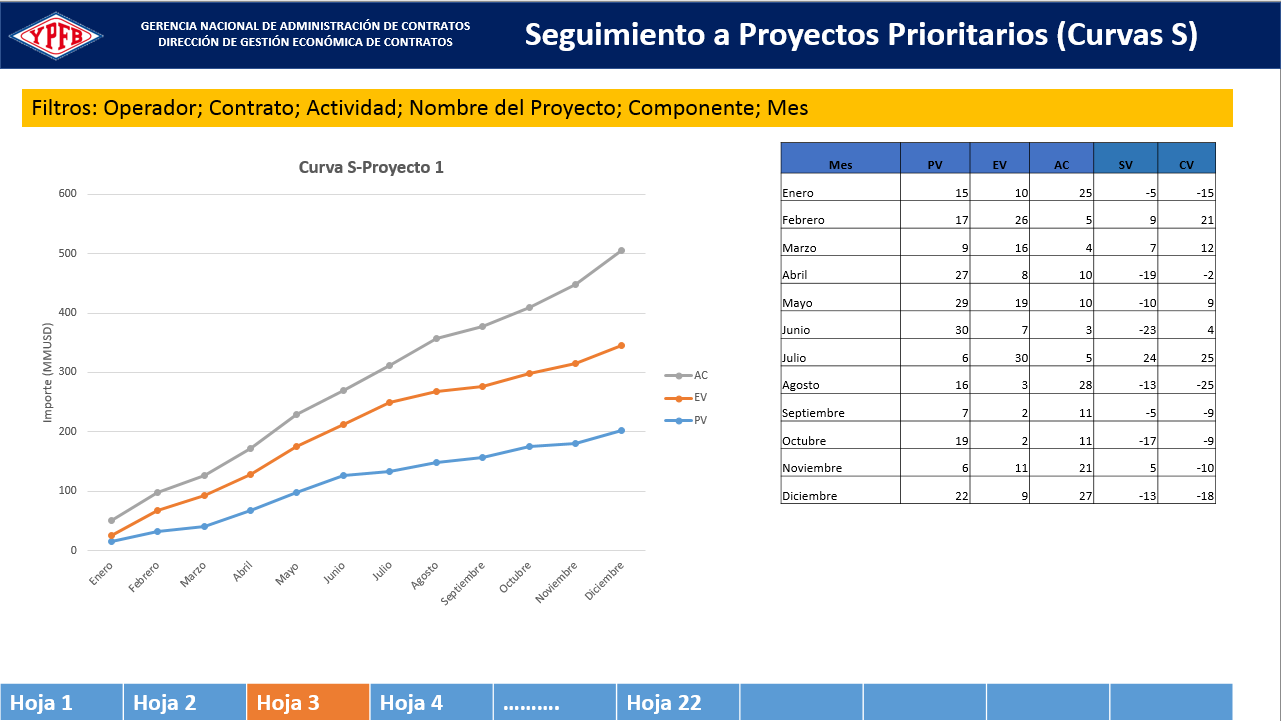 YPFB
GERENCIA NACIONAL DE ADMINISTRACIÓN DE CONTRATOS
DIRECCIÓN DE GESTIÓN ECONÓMICA DE CONTRATOS
Seguimiento a Proyectos Prioritarios (Curvas S)
Filtros: Operador; Contrato; Actividad; Nombre del Proyecto; Componente; Mes
Curva S-Proyecto 1
Importe (MMUSD)
600
500
400
300
200
100
0
Enero
Febrero
Marzo
Abril
Mayo
Junio
Julio
Agosto
Septiembre
Octubre
Noviembre
Diciembre
AC
EV
PV
Mes PV EV AC SV CV
Enero 15 10 25 -5 -15
Febrero 17 26 5 9 21
Marzo 9 16 4 7 12
Abril 27 8 10 -19 -2
Mayo 29 19 10 -10 9
Junio 30 7 3 -23 4
Julio 6 30 5 24 25
Agosto 16 3 28 -13 -25
Septiembre 7 2 11 -5 -9
Octubre 19 2 11 -17 -9
Noviembre 6 11 21 5 -10
Diciembre 22 9 27 -13 -18
Hoja 1 Hoja 2 Hoja 3 Hoja 4 .......... Hoja 22